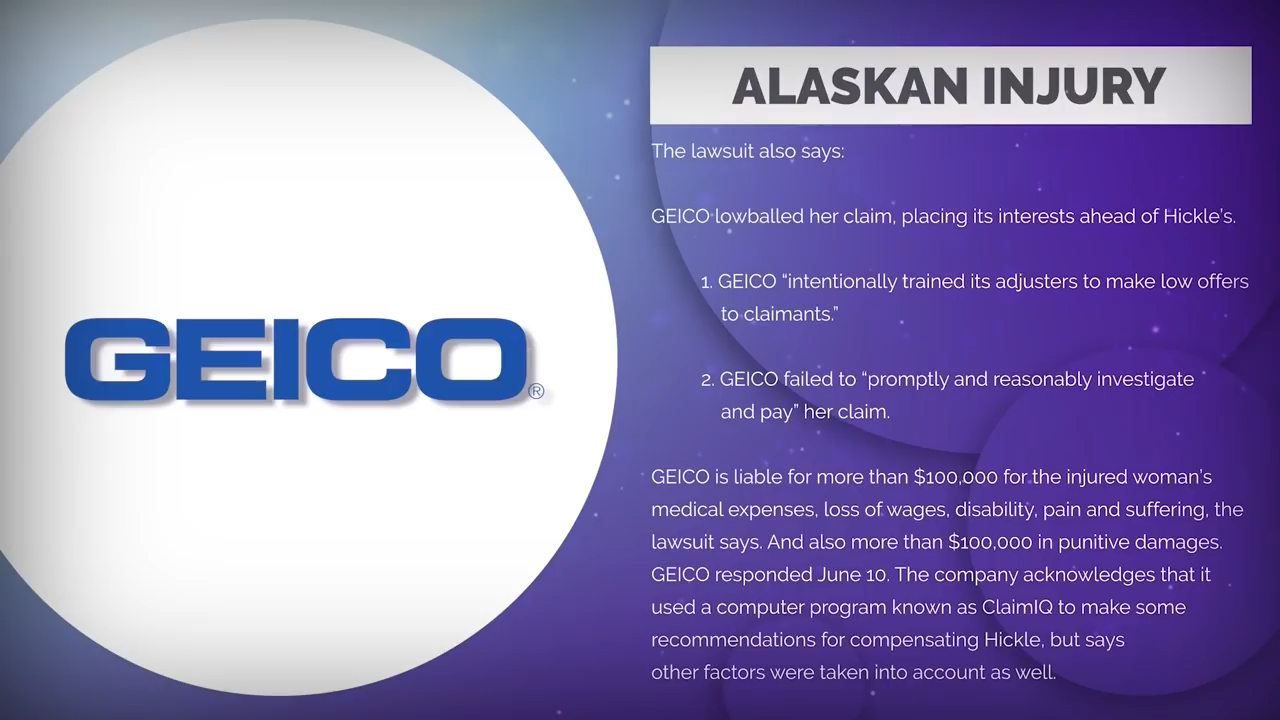 GEICO®
ALASKAN INJURY
The lawsuit also says:
GEICO lowballed her claim, placing its interests ahead of Hickle’s.
1. GEICO “intentionally trained its adjusters to make low offers
to claimants.”
2. GEICO failed to “promptly and reasonably investigate
and pay” her claim.
GEICO is liable for more than $100,000 for the injured woman’s
medical expenses, loss of wages, disability, pain and suffering, the
lawsuit says. And also more than $100,000 in punitive damages.
GEICO responded June 10. The company acknowledges that it
used a computer program known as ClaimIQ to make some
recommendations for compensating Hickle, but says
other factors were taken into account as well.